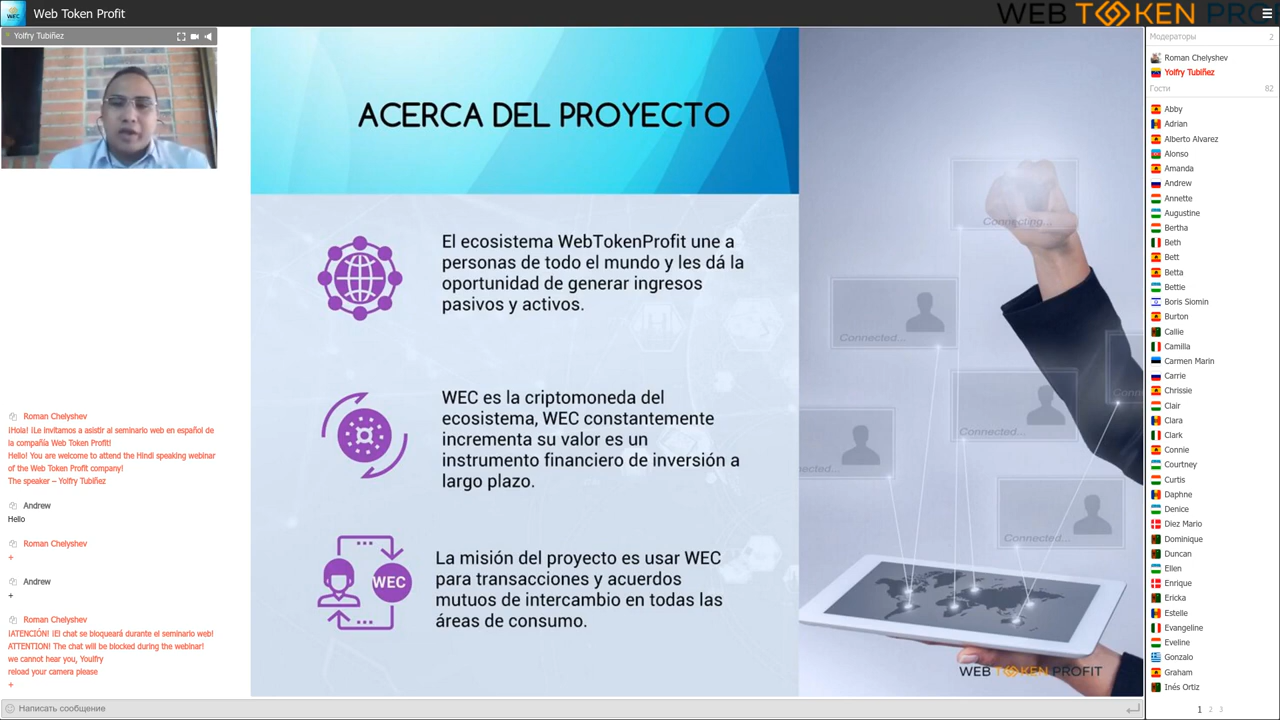 WEC
Web Token Profit
WEB TOKEN PRO
Yolfry Tubiñez
Roman Chelyshev
¡Hola! ¡Le invitamos a asistir al seminario web en español de
la compañía Web Token Profit!
Hello! You are welcome to attend the Hindi speaking webinar
of the Web Token Profit company!
The speaker – Yolfry Tubiñez
Andrew
Hello
Roman Chelyshev
+
Andrew
+
Roman Chelyshev
¡ATENCIÓN! ¡El chat se bloqueará durante el seminario web!
ATTENTION! The chat will be blocked during the webinar!
we cannot hear you, Youlfry
reload your camera please
+
Написать сообщение
ACERCA DEL PROYECTO
El ecosistema WebTokenProfit une a
personas de todo el mundo y les dá la
oportunidad de generar ingresos
pasivos y activos.
WEC es la criptomoneda del
ecosistema, WEC constantemente
incrementa su valor es un
instrumento financiero de inversión a
largo plazo.
WEC
La misión del proyecto es usar WEC
para transacciones y acuerdos
mutuos de intercambio en todas las
áreas de consumo.
Connecting...
Connected...
Connected...
Connected...
WEB TOKEN PROFIT
Модераторы 2
Roman Chelyshev
Yolfry Tubiñez
Гости 82
Abby
Adrian
Alberto Alvarez
Alonso
Amanda
Andrew
Annette
Augustine
Bertha
Beth
Bett
Betta
Bettie
Boris Slomin
Burton
Callie
Camilla
Carmen Marin
Carrie
Chrissie
Clair
Clara
Clark
Connie
Courtney
Curtis
Daphne
Denice
Diez Mario
Dominique
Duncan
Ellen
Enrique
Ericka
Estelle
Evangeline
Eveline
Gonzalo
Graham
Inés Ortiz
1 2 3